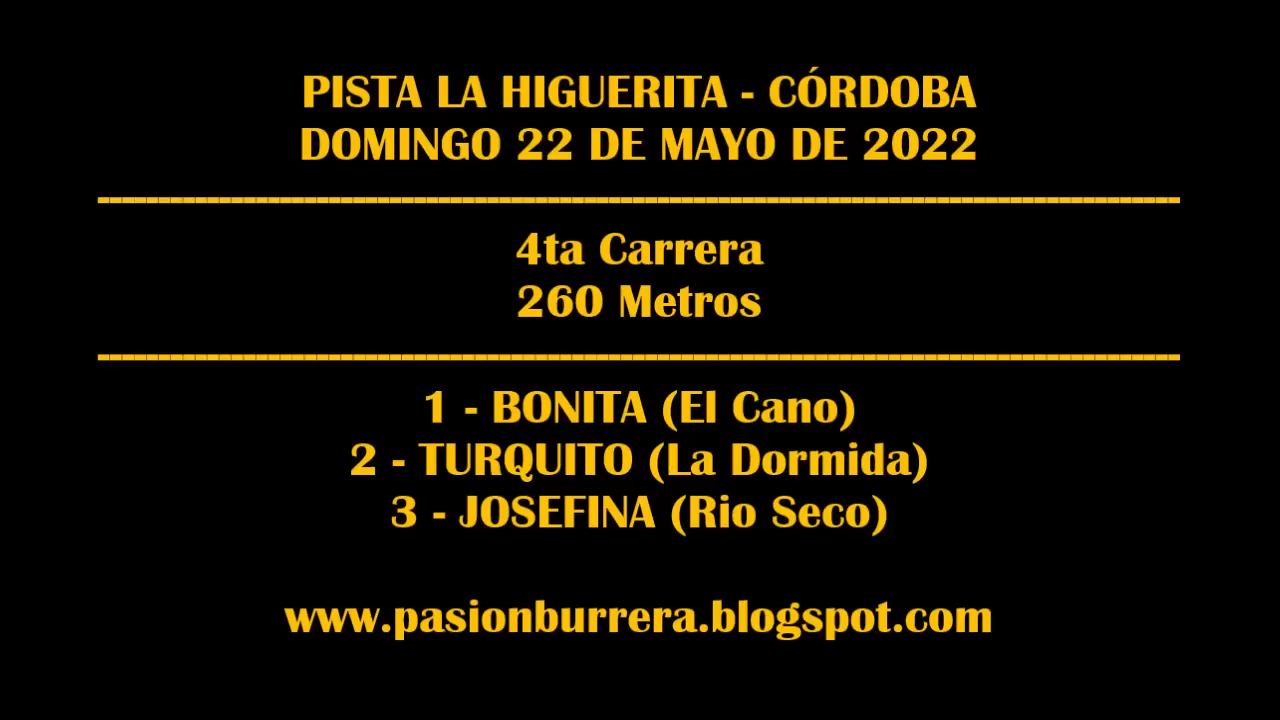 PISTA LA HIGUERITA - CÓRDOBA
DOMINGO 22 DE MAYO DE 2022
4ta Carrera
260 Metros
1 - BONITA (El Cano)
2 - TURQUITO (La Dormida)
3 - JOSEFINA (Rio Seco)
www.pasionburrera.blogspot.com